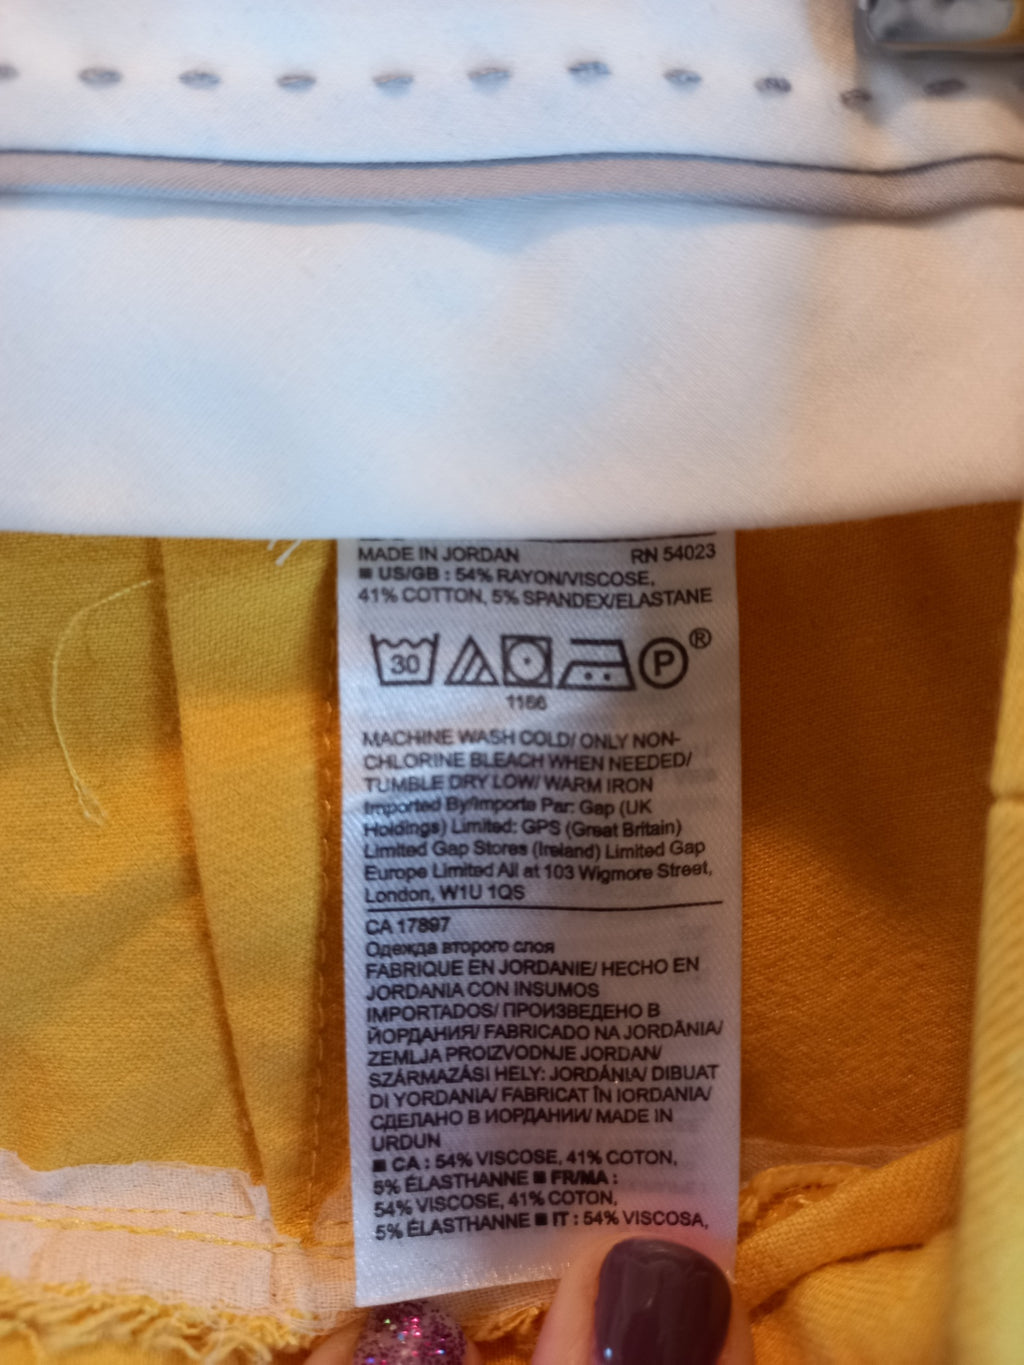 MADE IN JORDAN RN 54023
■ US/GB : 54% RAYON/VISCOSE,
41% COTTON, 5% SPANDEX/ELASTANE
30 P ®
1156
MACHINE WASH COLD/ ONLY NON-
CHLORINE BLEACH WHEN NEEDED/
TUMBLE DRY LOW/ WARM IRON
Imported By/Importe Par: Gap (UK
Holdings) Limited: GPS (Great Britain)
Limited Gap Stores (Ireland) Limited Gap
Europe Limited All at 103 Wigmore Street,
London, W1U 1QS
CA 17897
Одежда второго слоя
FABRIQUE EN JORDANIE/ HECHO EN
JORDANIA CON INSUMOS
IMPORTADOS/ ПРОИЗВЕДЕНО В
ЙОРДАНИЯ/ FABRICADO NA JORDÂNIA/
ZEMLJA PROIZVODNJE JORDAN/
SZÁRMAZÁSI HELY: JORDÁNIA/ DIBUAT
DI YORDANIA/ FABRICAT ÎN IORDANIA/
СДЕЛАНО В ИОРДАНИИ/ MADE IN
URDUN
■ CA : 54% VISCOSE, 41% COTON,
5% ÉLASTHANNE ■ FR/MA :
54% VISCOSE, 41% COTON,
5% ÉLASTHANNE ■ IT : 54% VISCOSA,